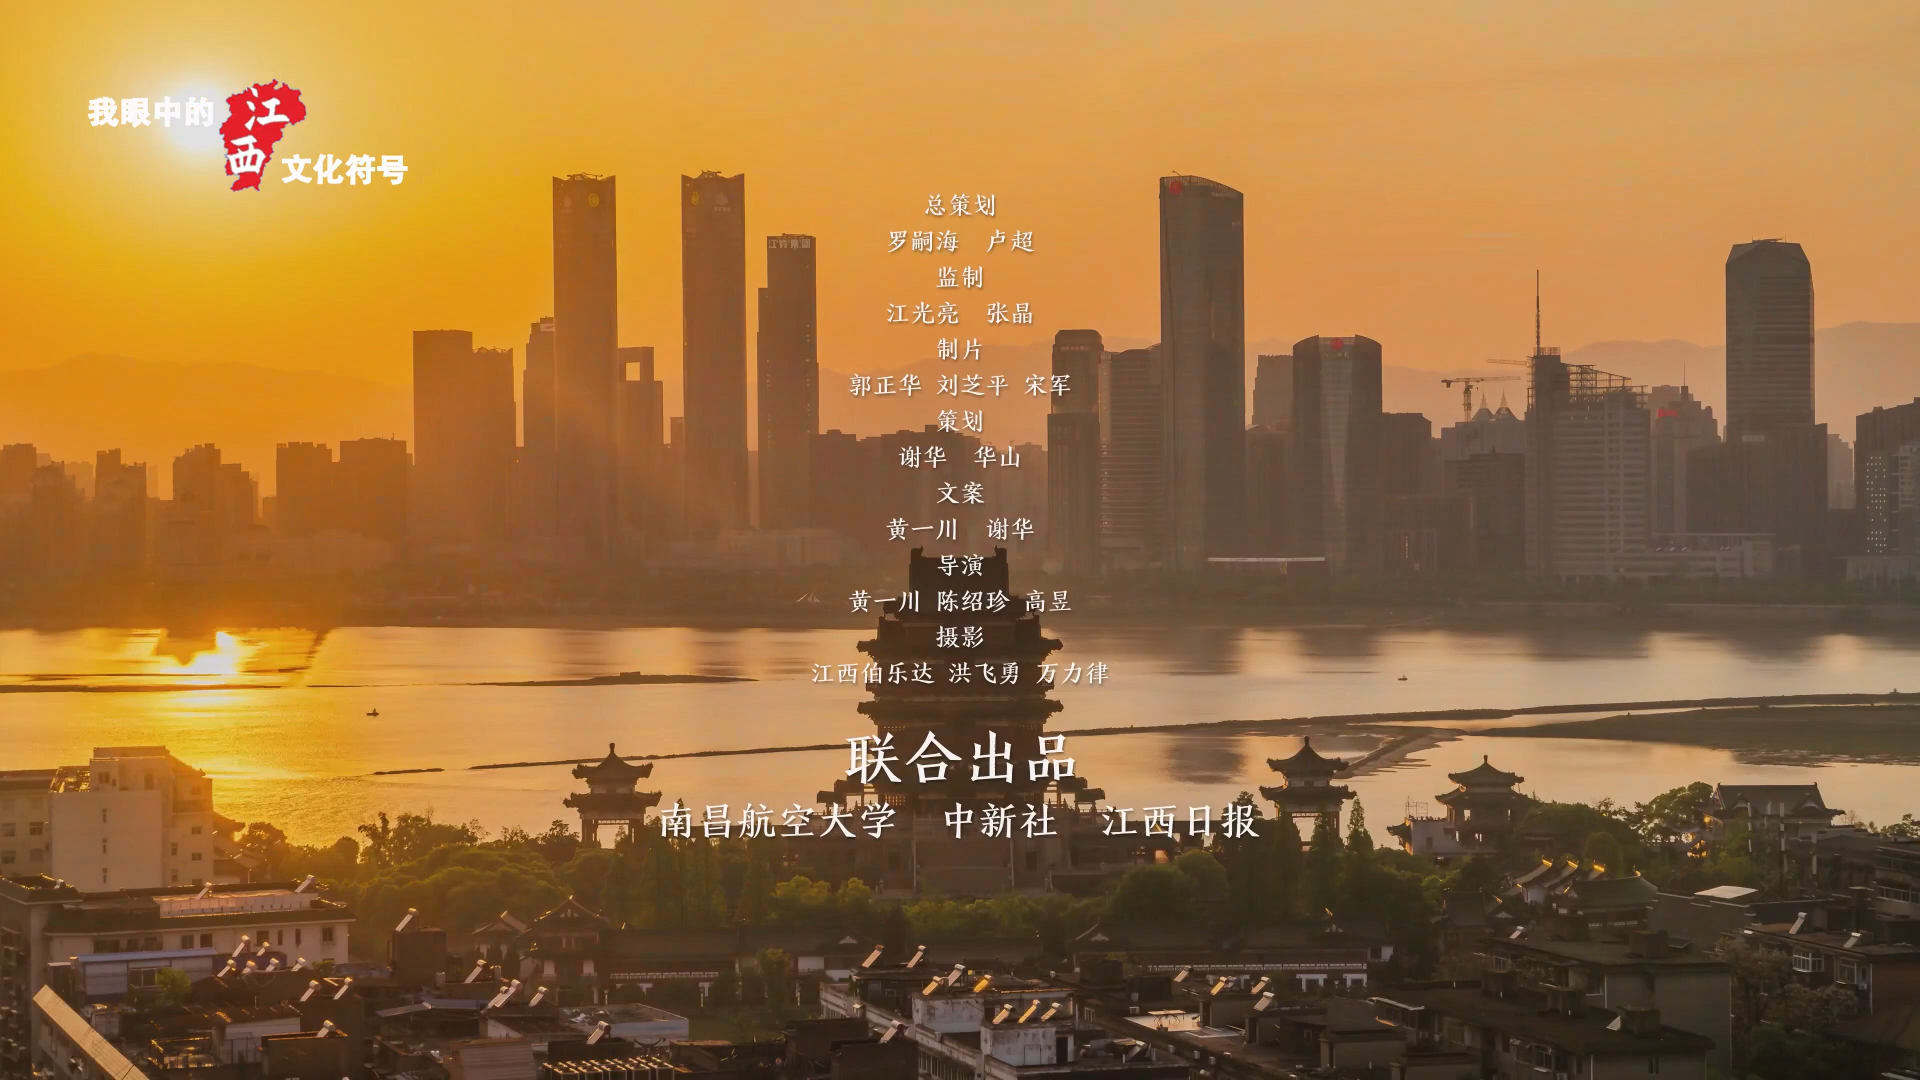 我眼中的江西文化符号
总策划
罗嗣海 卢超
监制
江光亮 张晶
制片
郭正华 刘芝平 宋军
策划
谢华 华山
文案
黄一川 谢华
导演
黄一川 陈绍珍 高昱
摄影
江西伯乐达 洪飞勇 万力律
联合出品
南昌航空大学 中新社 江西日报